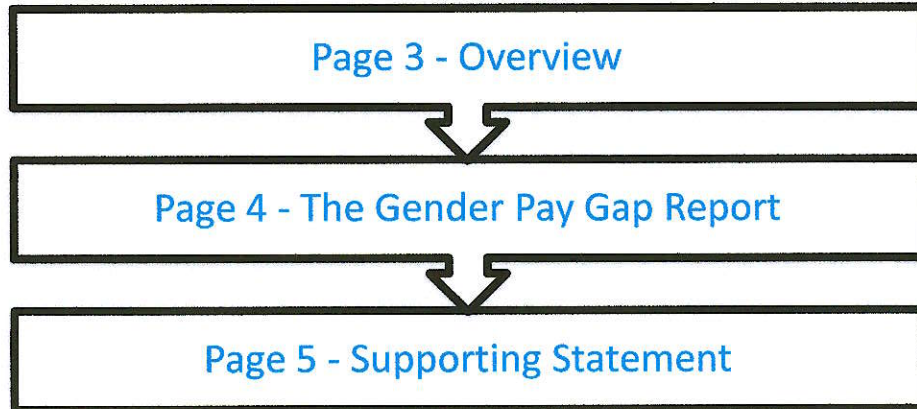 Page 3 - Overview
Page 4 - The Gender Pay Gap Report
Page 5 - Supporting Statement